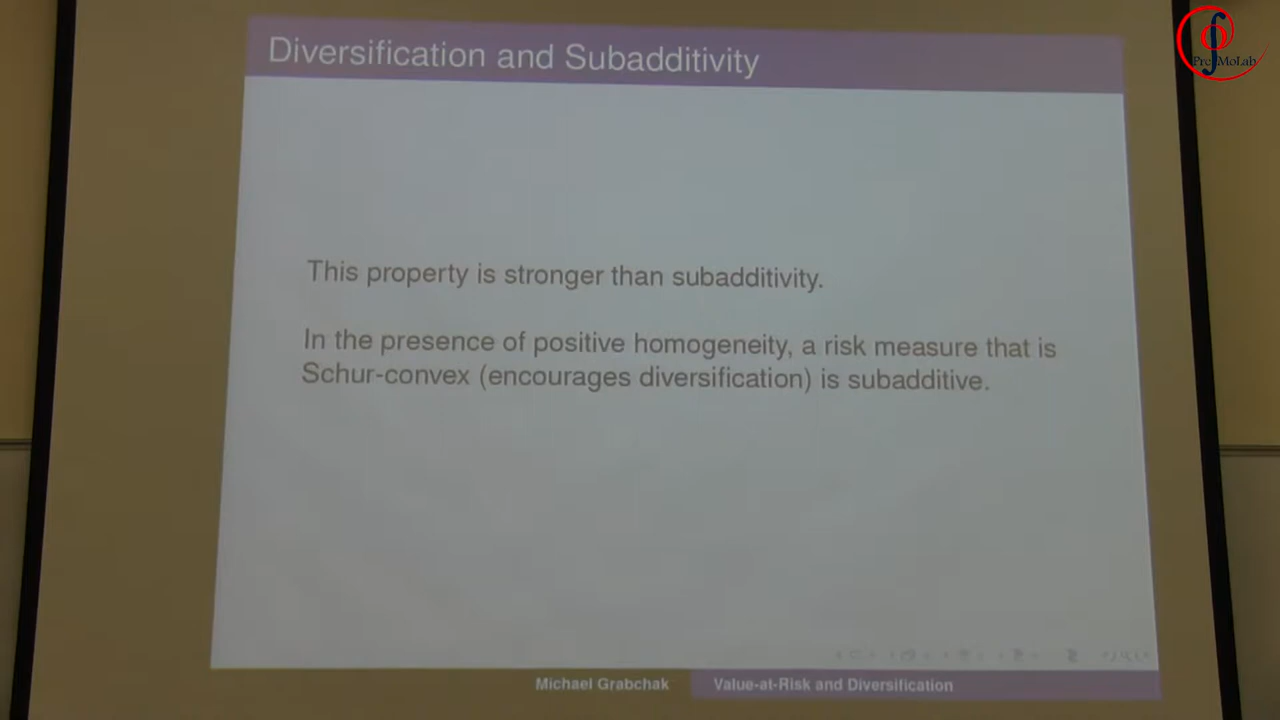 Diversification and Subadditivity
PreMoLab
This property is stronger than subadditivity.
In the presence of positive homogeneity, a risk measure that is
Schur-convex (encourages diversification) is subadditive.
Michael Grabchak
Value-at-Risk and Diversification